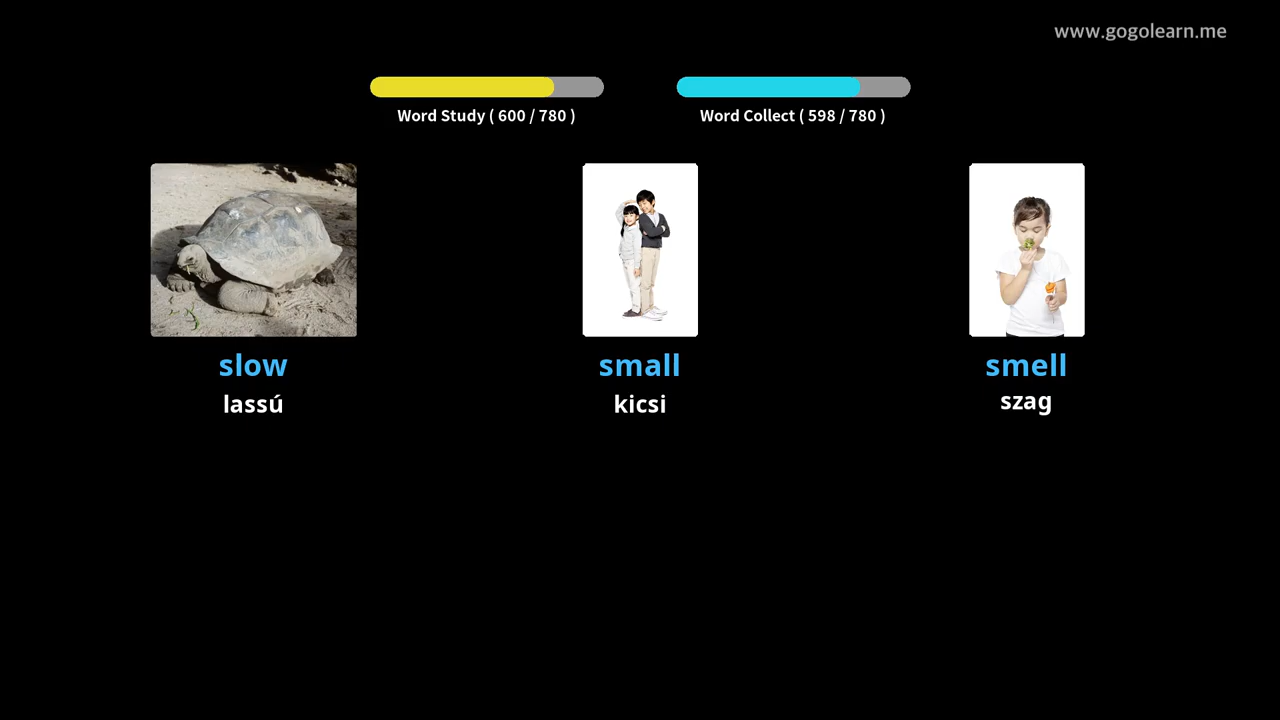 www.gogolearn.me
Word Study ( 600 / 780 )
Word Collect ( 598 / 780 )
slow
lassú
small
kicsi
smell
szag